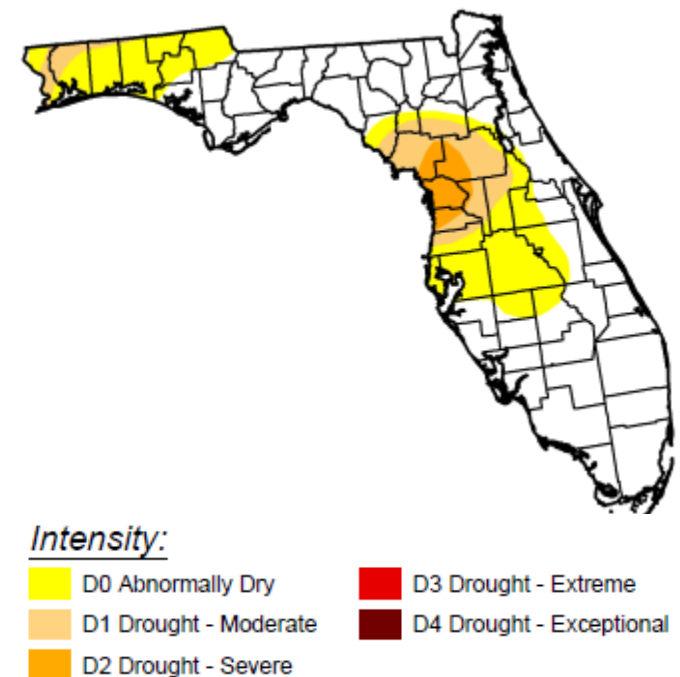 Intensity:
D0 Abnormally Dry
D1 Drought - Moderate
D2 Drought - Severe
D3 Drought - Extreme
D4 Drought - Exceptional